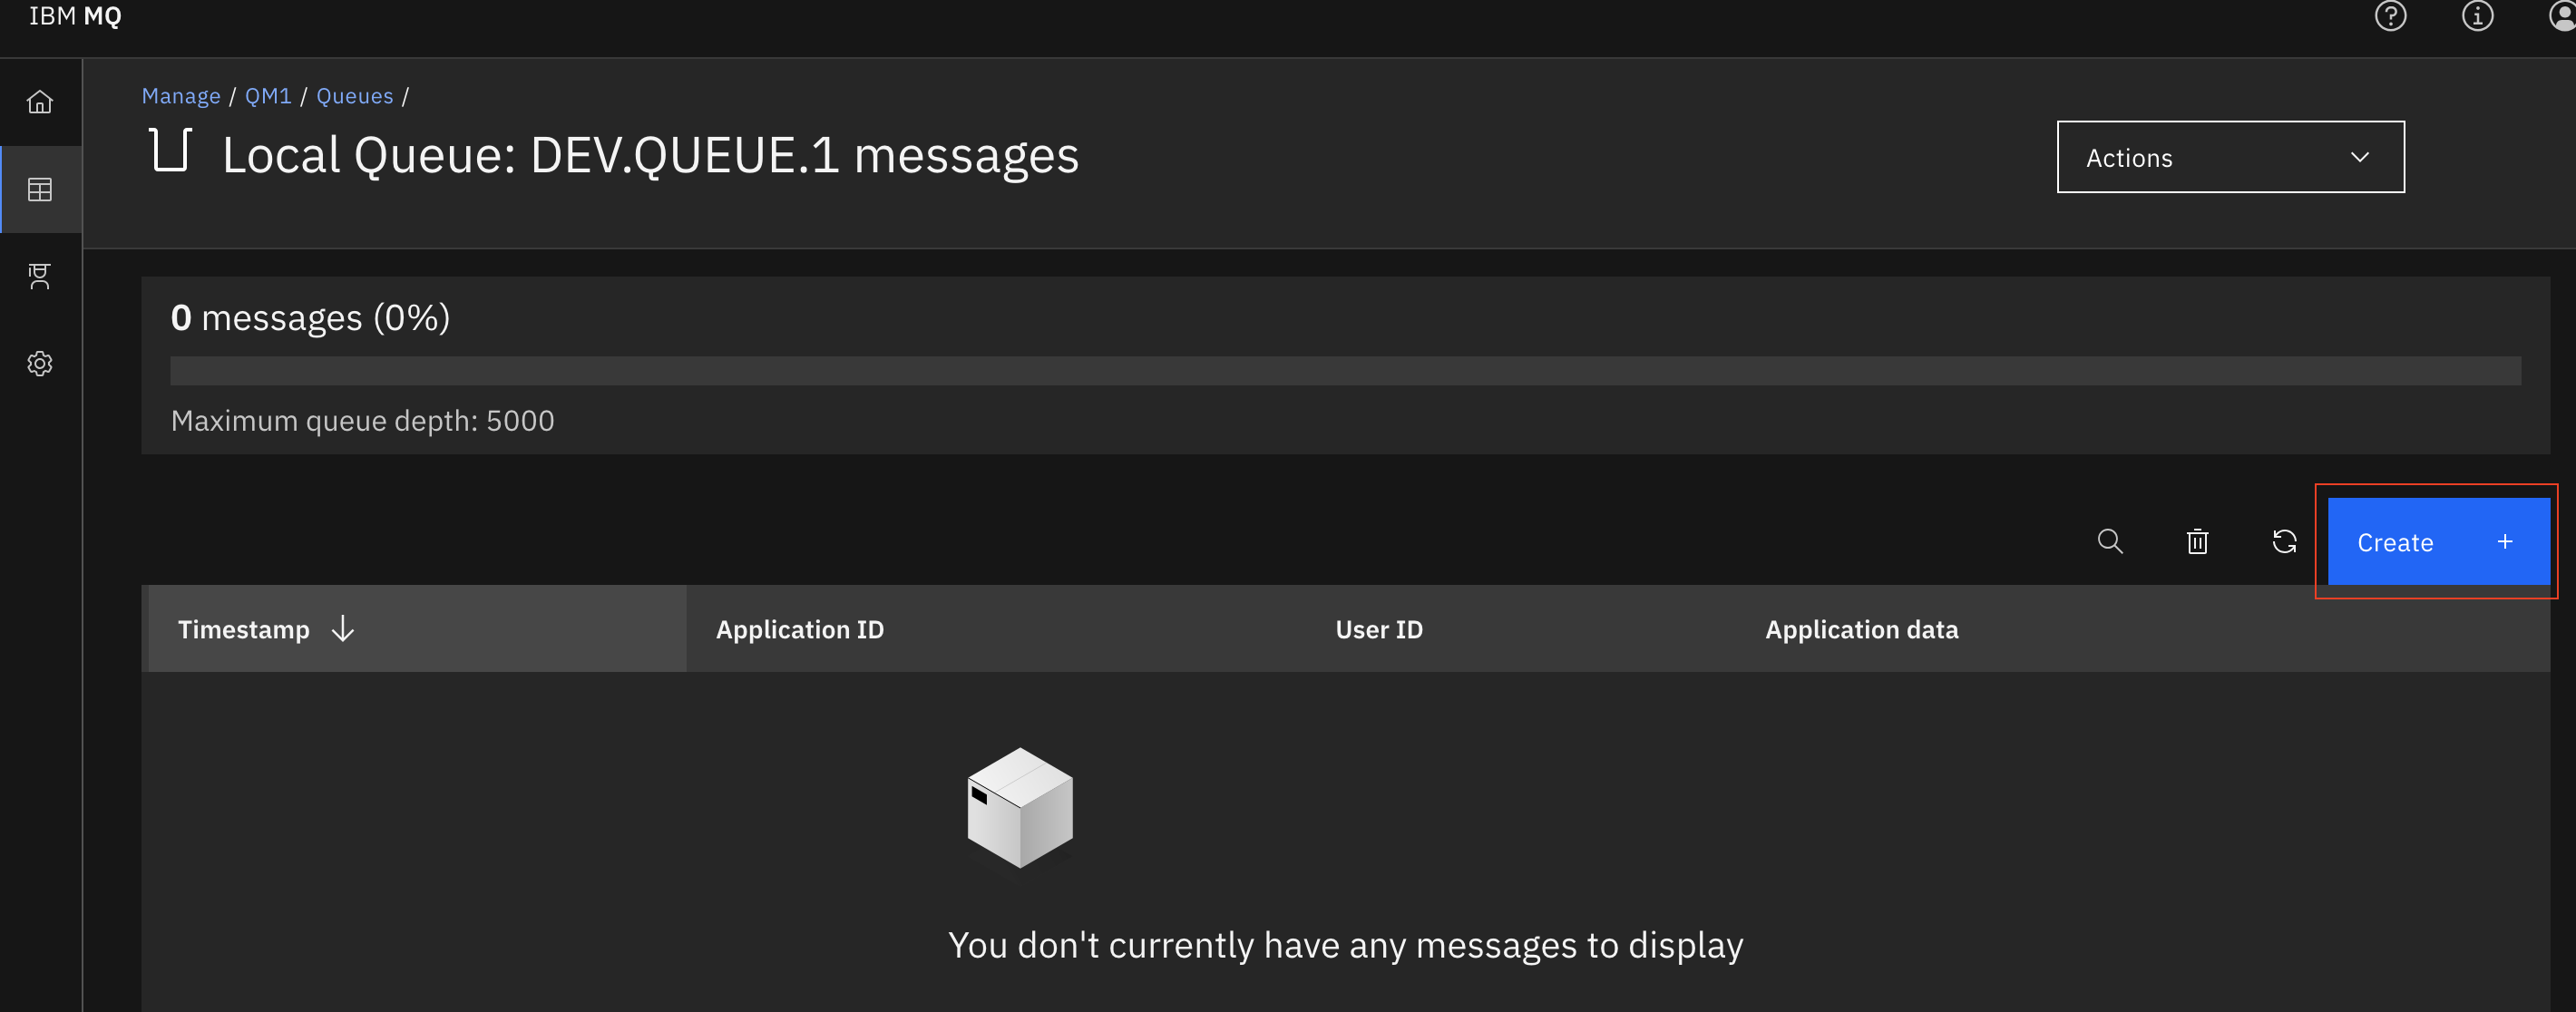 IBM MQ
Manage / QM1 / Queues /
Local Queue: DEV.QUEUE.1 messages
Actions
0 messages (0%)
Maximum queue depth: 5000
Create +
Timestamp ↓ Application ID User ID Application data
You don't currently have any messages to display